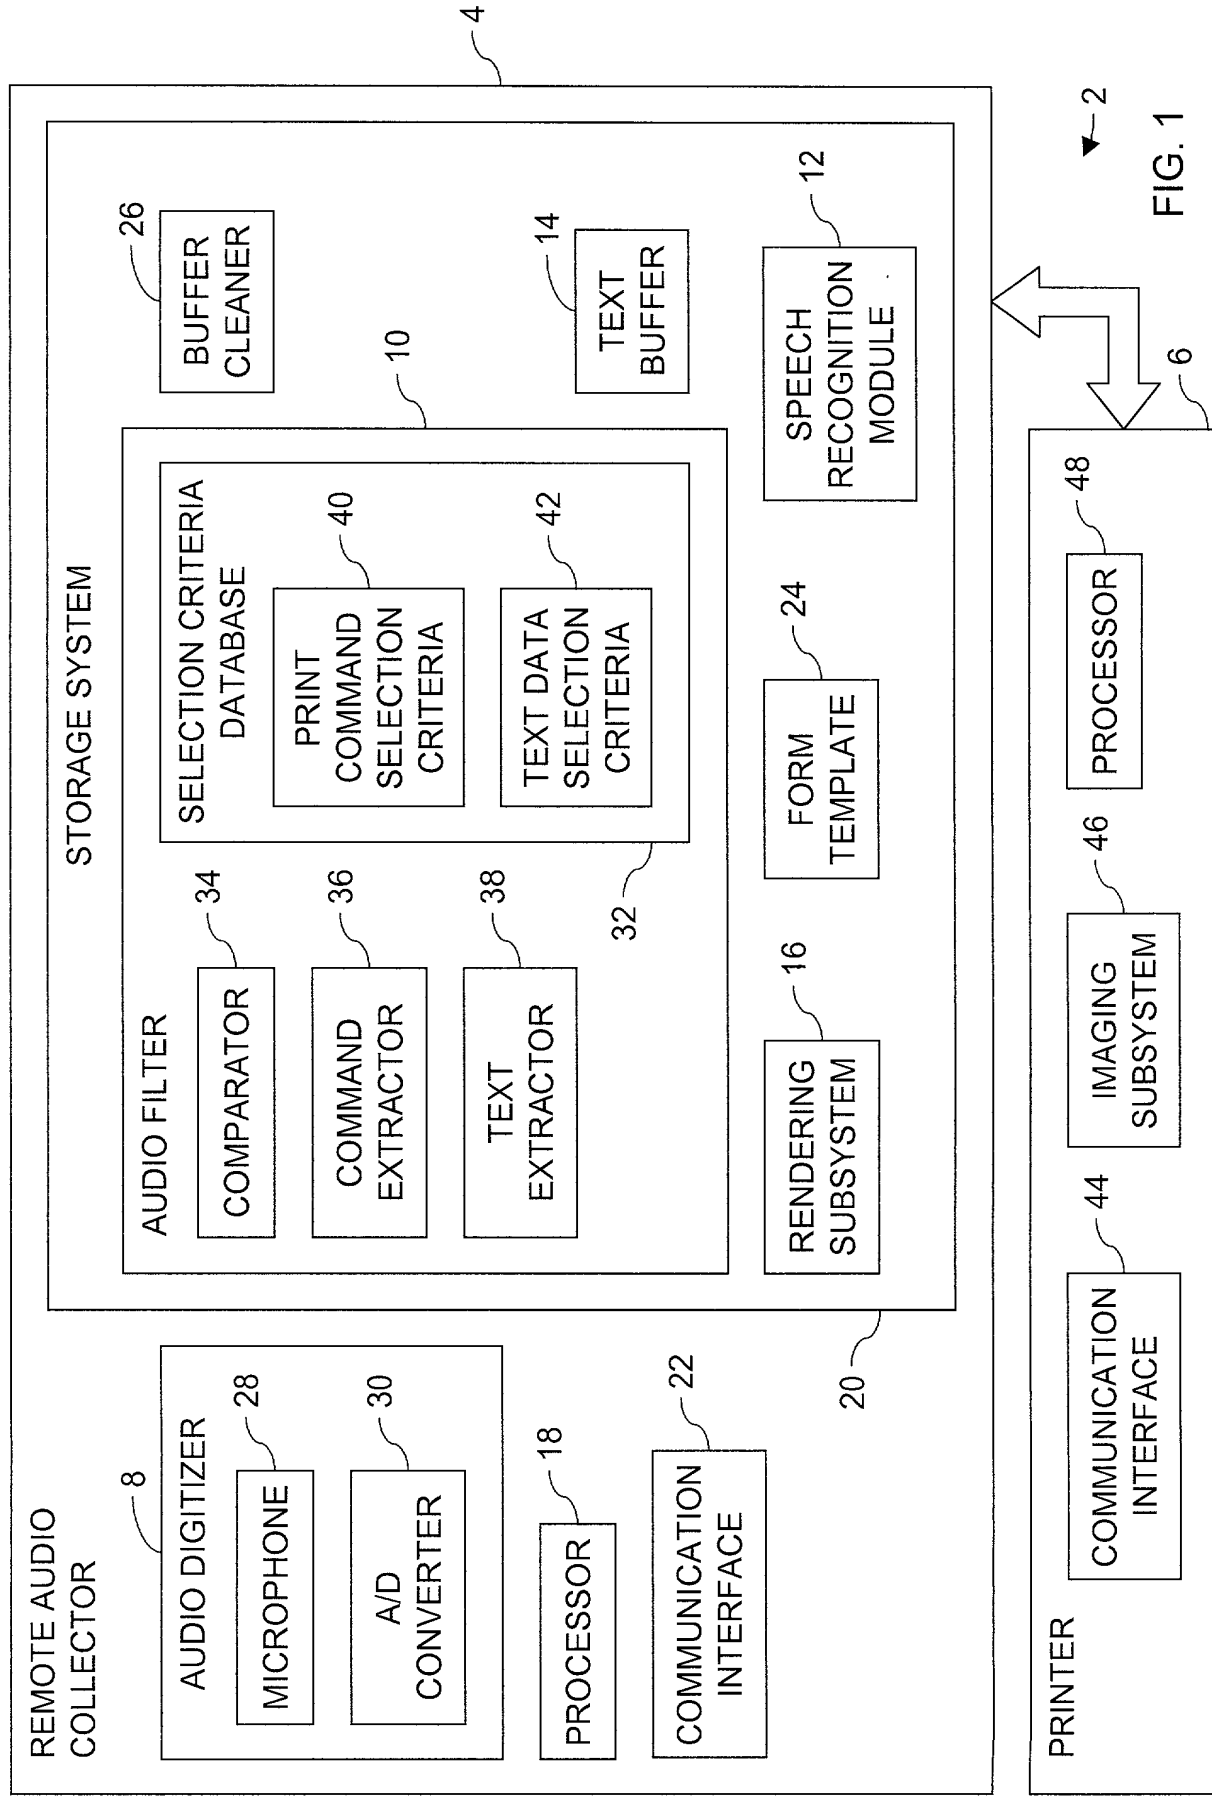 REMOTE AUDIO
COLLECTOR
4
8
AUDIO DIGITIZER
MICROPHONE
28
A/D
CONVERTER
30
PROCESSOR
18
COMMUNICATION
INTERFACE
22
STORAGE SYSTEM
20
AUDIO FILTER
10
COMPARATOR
34
COMMAND
EXTRACTOR
36
TEXT
EXTRACTOR
38
SELECTION CRITERIA
DATABASE
32
PRINT
COMMAND
SELECTION
CRITERIA
40
TEXT DATA
SELECTION
CRITERIA
42
BUFFER
CLEANER
26
TEXT
BUFFER
14
RENDERING
SUBSYSTEM
16
FORM
TEMPLATE
24
SPEECH
RECOGNITION
MODULE
12
PRINTER
6
COMMUNICATION
INTERFACE
44
IMAGING
SUBSYSTEM
46
PROCESSOR
48
2
FIG. 1